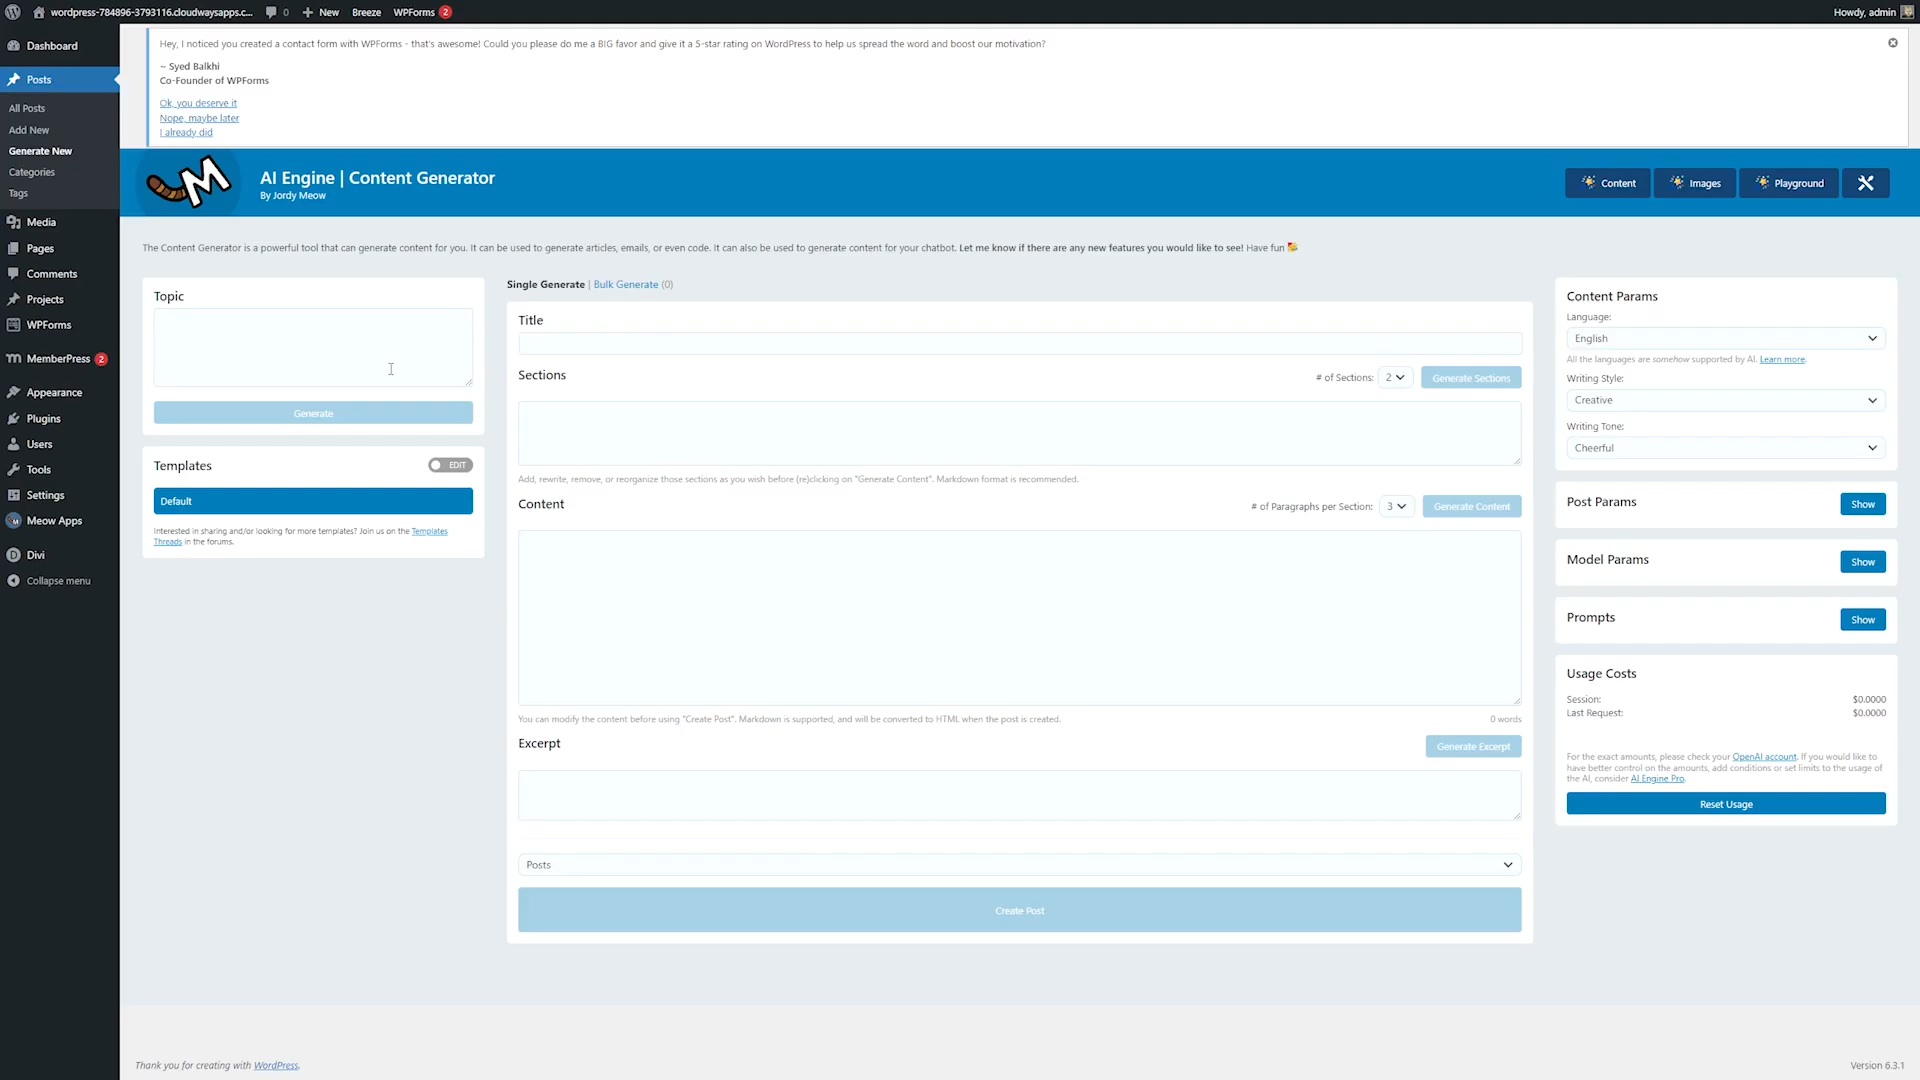 wordpress-784896-3793116.cloudwaysapps.c... 0 New Breeze WPForms 2 Howdy, admin
Dashboard
Posts
All Posts
Add New
Generate New
Categories
Tags
Media
Pages
Comments
Projects
WPForms
MemberPress 2
Appearance
Plugins
Users
Tools
Settings
Meow Apps
Divi
Collapse menu
Hey, I noticed you created a contact form with WPForms - that's awesome! Could you please do me a BIG favor and give it a 5-star rating on WordPress to help us spread the word and boost our motivation?
~ Syed Balkhi
Co-Founder of WPForms
Ok, you deserve it
Nope, maybe later
I already did
M
AI Engine | Content Generator
By Jordy Meow
Content Images Playground
The Content Generator is a powerful tool that can generate content for you. It can be used to generate articles, emails, or even code. It can also be used to generate content for your chatbot. Let me know if there are any new features you would like to see! Have fun
Topic
Generate
Templates EDIT
Default
Interested in sharing and/or looking for more templates? Join us on the Templates
Threads in the forums.
Single Generate | Bulk Generate (0)
Title
Sections # of Sections: 2 Generate Sections
Add, rewrite, remove, or reorganize those sections as you wish before (re)clicking on "Generate Content". Markdown format is recommended.
Content # of Paragraphs per Section: 3 Generate Content
You can modify the content before using "Create Post". Markdown is supported, and will be converted to HTML when the post is created. 0 words
Excerpt Generate Excerpt
Posts
Create Post
Content Params
Language:
English
All the languages are somehow supported by AI. Learn more.
Writing Style:
Creative
Writing Tone:
Cheerful
Post Params Show
Model Params Show
Prompts Show
Usage Costs
Session: $0.0000
Last Request: $0.0000
For the exact amounts, please check your OpenAI account. If you would like to
have better control on the amounts, add conditions or set limits to the usage of
the AI, consider AI Engine Pro.
Reset Usage
Thank you for creating with WordPress. Version 6.3.1